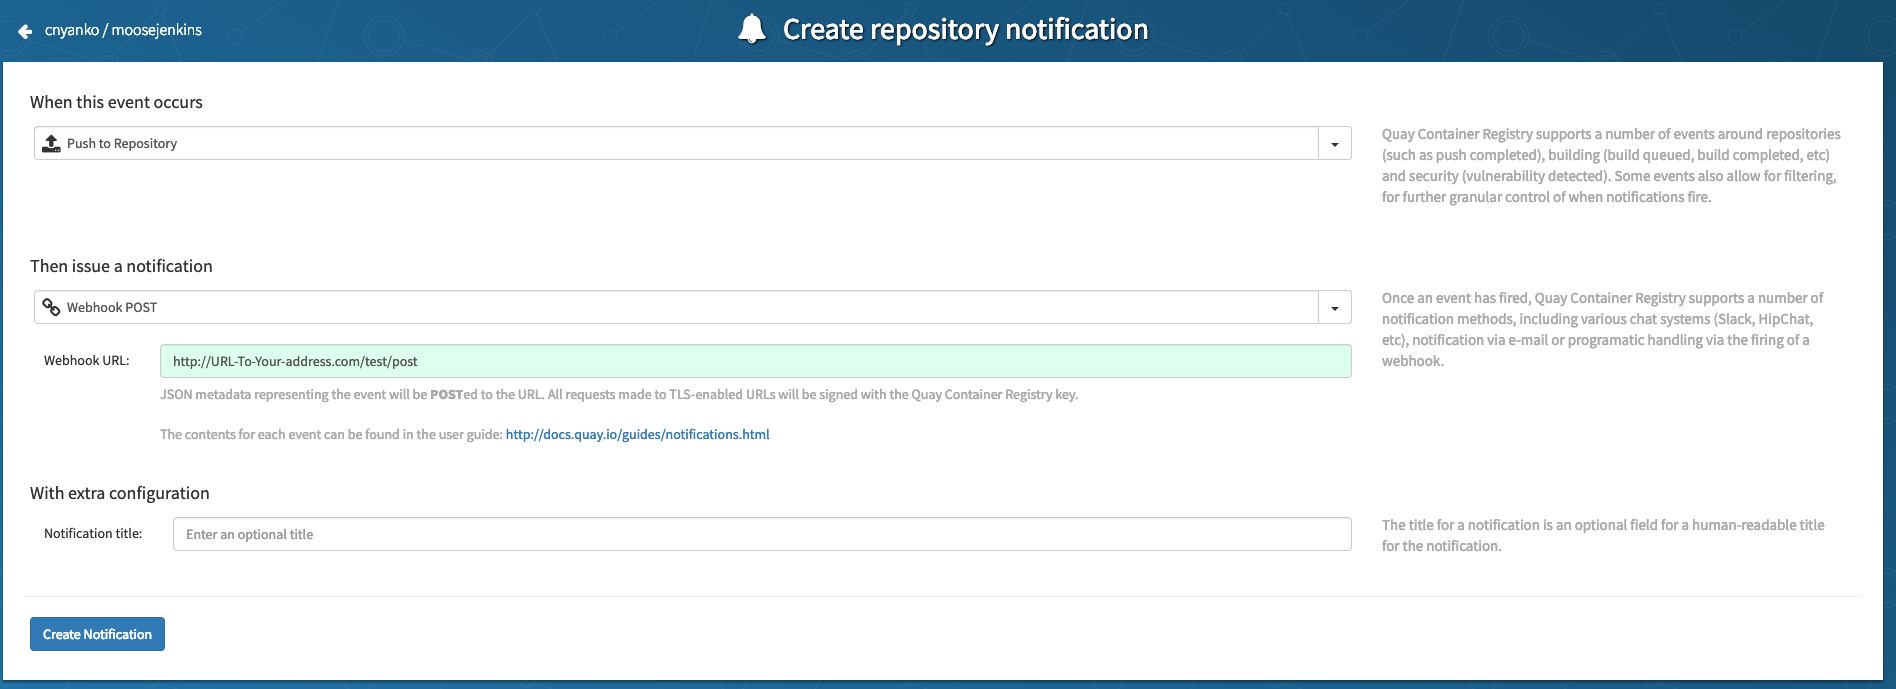 cnyanko / moosejenkins
Create repository notification
When this event occurs
Push to Repository
Quay Container Registry supports a number of events around repositories
(such as push completed), building (build queued, build completed, etc)
and security (vulnerability detected). Some events also allow for filtering,
for further granular control of when notifications fire.
Then issue a notification
Webhook POST
Once an event has fired, Quay Container Registry supports a number of
notification methods, including various chat systems (Slack, HipChat,
etc), notification via e-mail or programatic handling via the firing of a
webhook.
Webhook URL:
http://URL-To-Your-address.com/test/post
JSON metadata representing the event will be POSTed to the URL. All requests made to TLS-enabled URLs will be signed with the Quay Container Registry key.
The contents for each event can be found in the user guide: http://docs.quay.io/guides/notifications.html
With extra configuration
Notification title:
Enter an optional title
The title for a notification is an optional field for a human-readable title
for the notification.
Create Notification